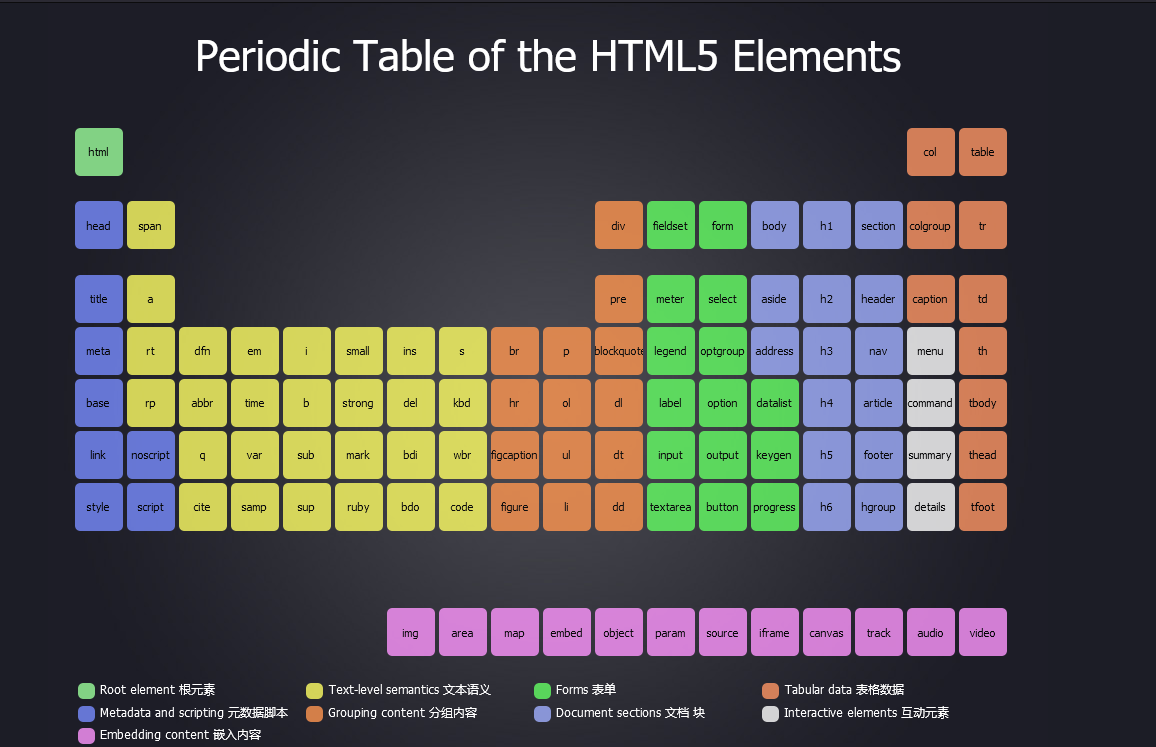 Periodic Table of the HTML5 Elements
html col table
head span div fieldset form body h1 section colgroup tr
title a pre meter select aside h2 header caption td
meta rt dfn em i small ins s br p blockquote legend optgroup address h3 nav menu th
base rp abbr time b strong del kbd hr ol dl label option datalist h4 article command tbody
link noscript q var sub mark bdi wbr figcaption ul dt input output keygen h5 footer summary thead
style script cite samp sup ruby bdo code figure li dd textarea button progress h6 hgroup details tfoot
img area map embed object param source iframe canvas track audio video
Root element 根元素 Text-level semantics 文本语义 Forms 表单 Tabular data 表格数据
Metadata and scripting 元数据脚本 Grouping content 分组内容 Document sections 文档 块 Interactive elements 互动元素
Embedding content 嵌入内容